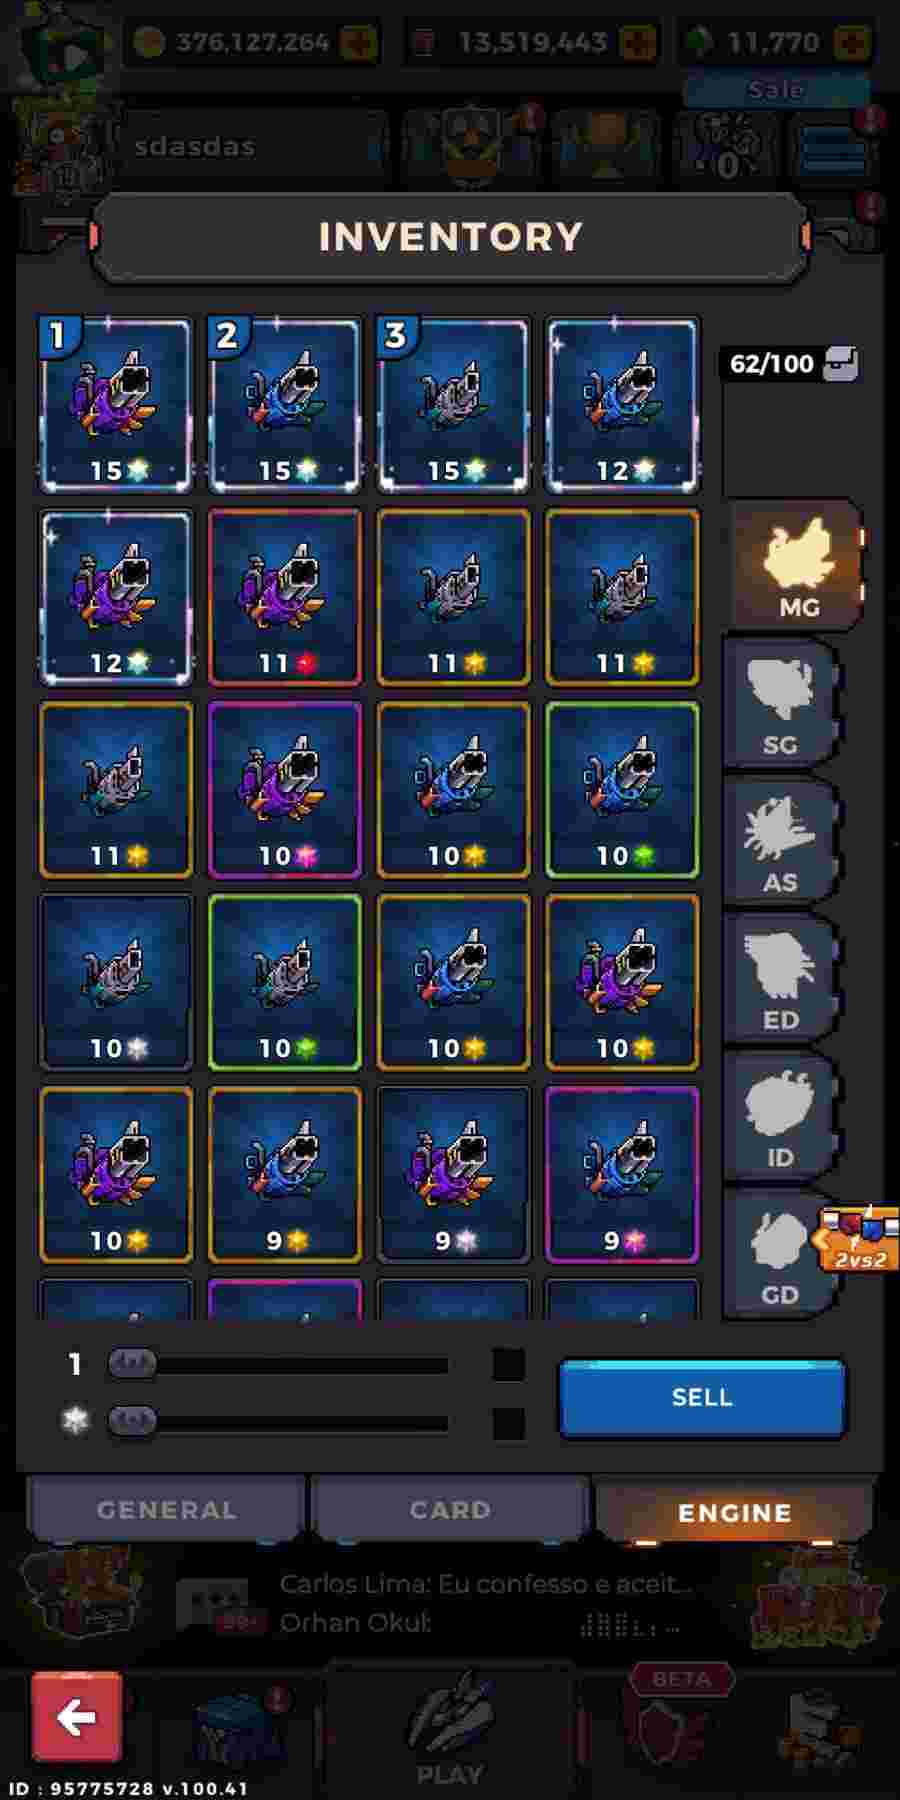 376,127,264
13,519,443
11,770
Sale
sdasdas
0
INVENTORY
1
2
3
62/100
15
15
15
12
12
11
11
11
MG
SG
11
10
10
10
AS
10
10
10
10
ED
ID
10
9
9
9
2vs2
GD
1
SELL
GENERAL
CARD
ENGINE
Carlos Lima: Eu confesso e aceit...
Orhan Okul:
BETA
PLAY
ID : 95775728 v.100.41